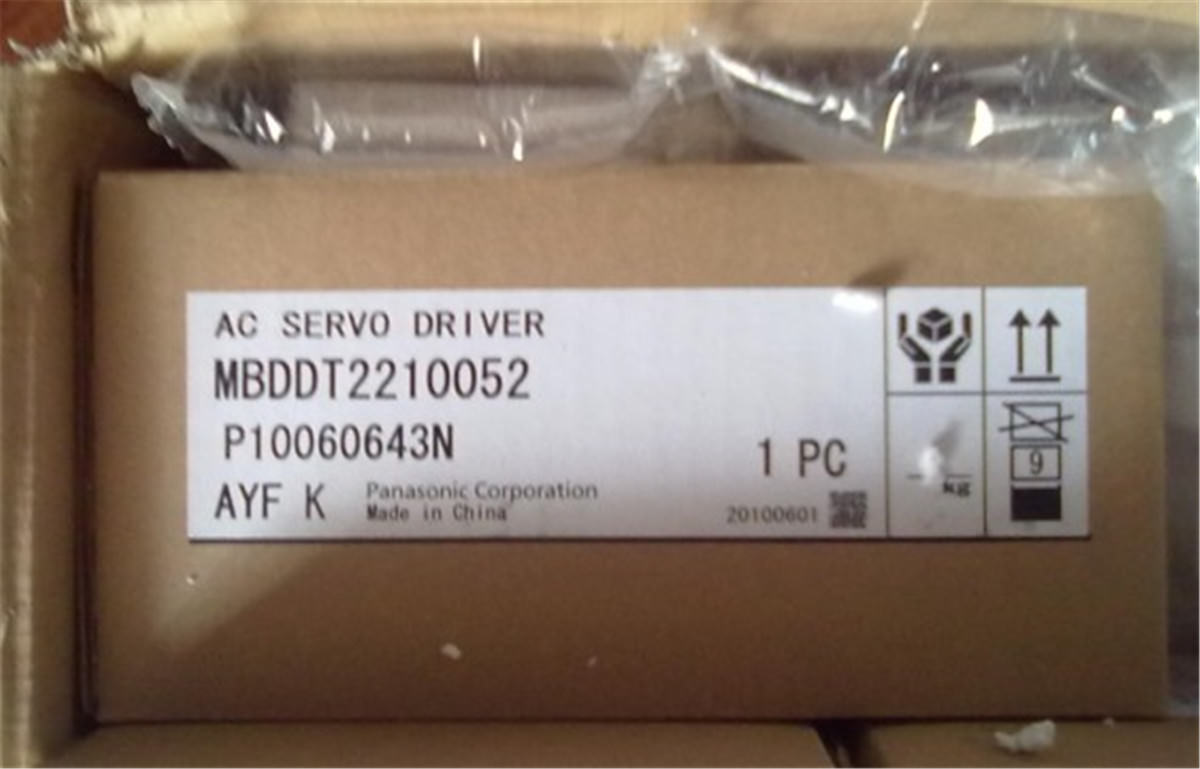 AC SERVO DRIVER
MBDDT2210052
P10060643N
1 PC
AYF K
Panasonic Corporation
Made in China
20100601
kg
9